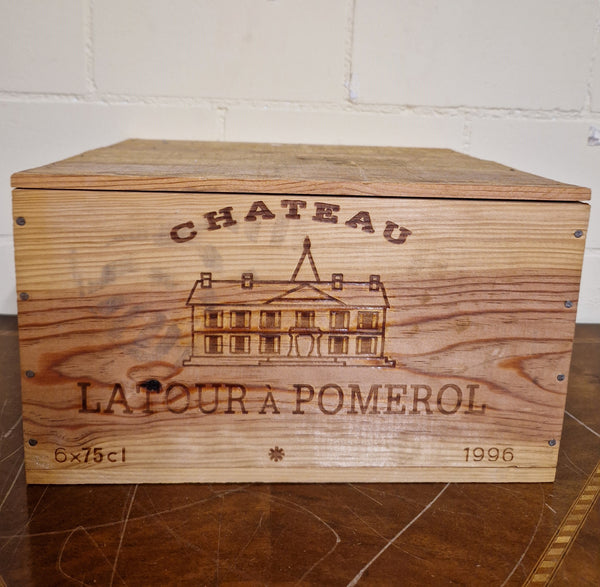 CHATEAU
LATOUR À POMEROL
6x75cl * 1996